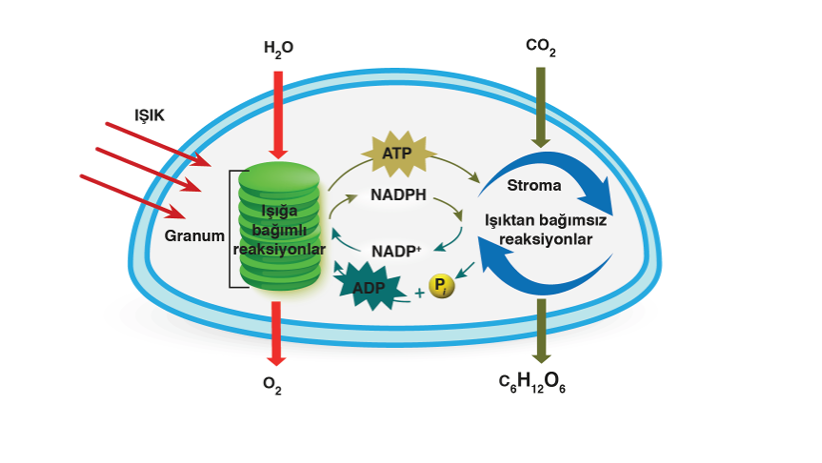 H₂O
CO₂
IŞIK
ATP
Stroma
NADPH
Işığa
bağımlı
reaksiyonlar
Granum
Işıktan bağımsız
reaksiyonlar
NADP⁺
ADP
+
Pᵢ
O₂
C₆H₁₂O₆